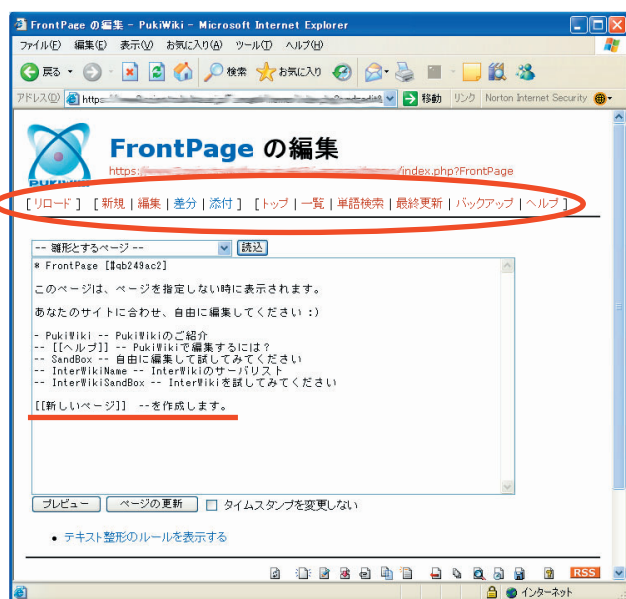 FrontPage の編集 - PukiWiki - Microsoft Internet Explorer
ファイル(F) 編集(E) 表示(V) お気に入り(A) ツール(T) ヘルプ(H)
戻る 検索 お気に入り
アドレス(D) https 移動 リンク Norton Internet Security
FrontPage の編集
https: /index.php?FrontPage
PUKIWIKI
[ リロード ] [ 新規 | 編集 | 差分 | 添付 ] [ トップ | 一覧 | 単語検索 | 最終更新 | バックアップ | ヘルプ ]
-- 雛形とするページ -- 読込
* FrontPage [#qb249ac2]
このページは、ページを指定しない時に表示されます。
あなたのサイトに合わせ、自由に編集してください :)
- PukiWiki -- PukiWikiのご紹介
-- [[ヘルプ]] -- PukiWikiで編集するには?
-- SandBox -- 自由に編集して試してみてください
-- InterWikiName -- InterWikiのサーバリスト
-- InterWikiSandBox -- InterWikiを試してみてください
[[新しいページ]] --を作成します。
プレビュー ページの更新 タイムスタンプを変更しない
• テキスト整形のルールを表示する
RSS
インターネット